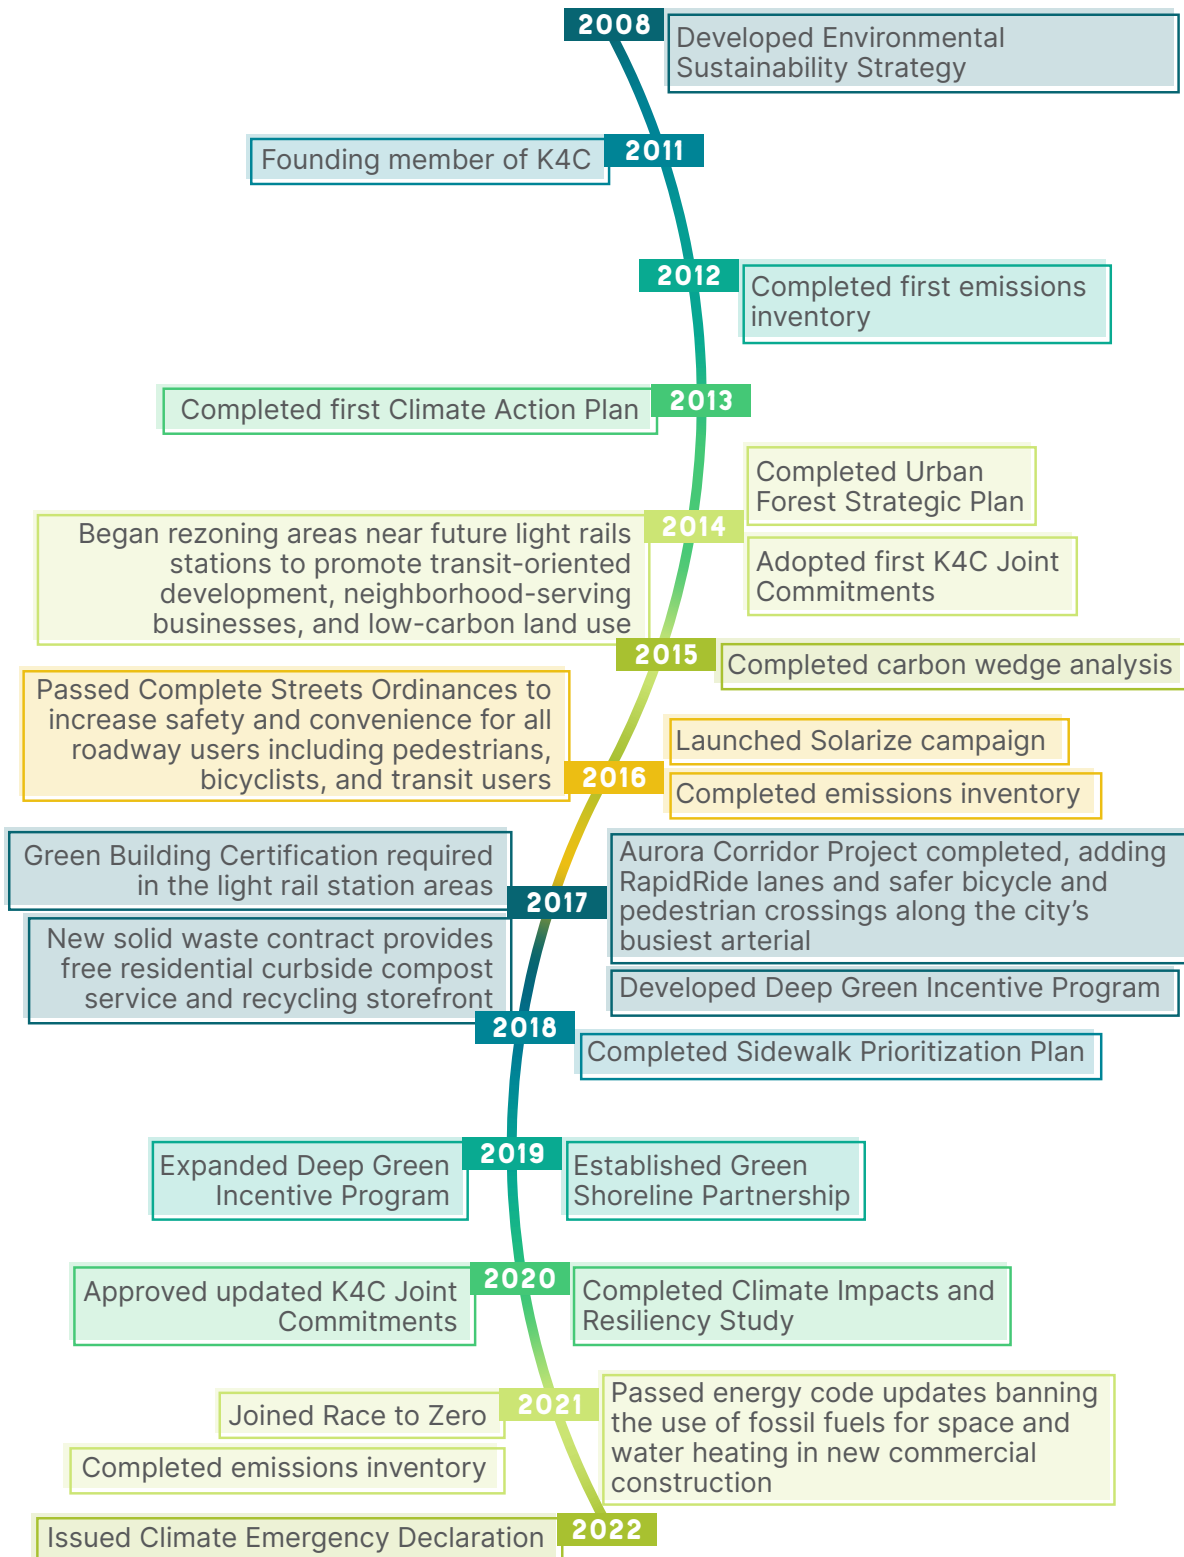 2008
Developed Environmental
Sustainability Strategy
2011
Founding member of K4C
2012
Completed first emissions
inventory
2013
Completed first Climate Action Plan
2014
Completed Urban
Forest Strategic Plan
Began rezoning areas near future light rails
stations to promote transit-oriented
development, neighborhood-serving
businesses, and low-carbon land use
Adopted first K4C Joint
Commitments
2015
Completed carbon wedge analysis
Passed Complete Streets Ordinances to
increase safety and convenience for all
roadway users including pedestrians,
bicyclists, and transit users
2016
Launched Solarize campaign
Completed emissions inventory
Green Building Certification required
in the light rail station areas
2017
Aurora Corridor Project completed, adding
RapidRide lanes and safer bicycle and
pedestrian crossings along the city’s
busiest arterial
New solid waste contract provides
free residential curbside compost
service and recycling storefront
Developed Deep Green Incentive Program
2018
Completed Sidewalk Prioritization Plan
2019
Expanded Deep Green
Incentive Program
Established Green
Shoreline Partnership
2020
Approved updated K4C Joint
Commitments
Completed Climate Impacts and
Resiliency Study
2021
Joined Race to Zero
Completed emissions inventory
Passed energy code updates banning
the use of fossil fuels for space and
water heating in new commercial
construction
2022
Issued Climate Emergency Declaration